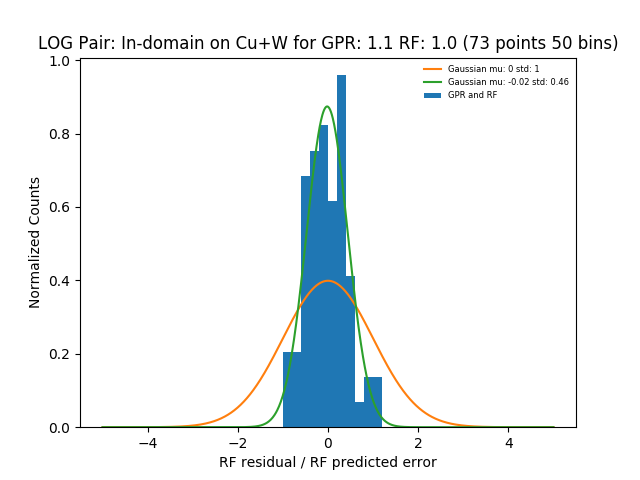 LOG Pair: In-domain on Cu+W for GPR: 1.1 RF: 1.0 (73 points 50 bins)
Gaussian mu: 0 std: 1
Gaussian mu: -0.02 std: 0.46
GPR and RF
Normalized Counts
1.0
0.8
0.6
0.4
0.2
0.0
−4 −2 0 2 4
RF residual / RF predicted error